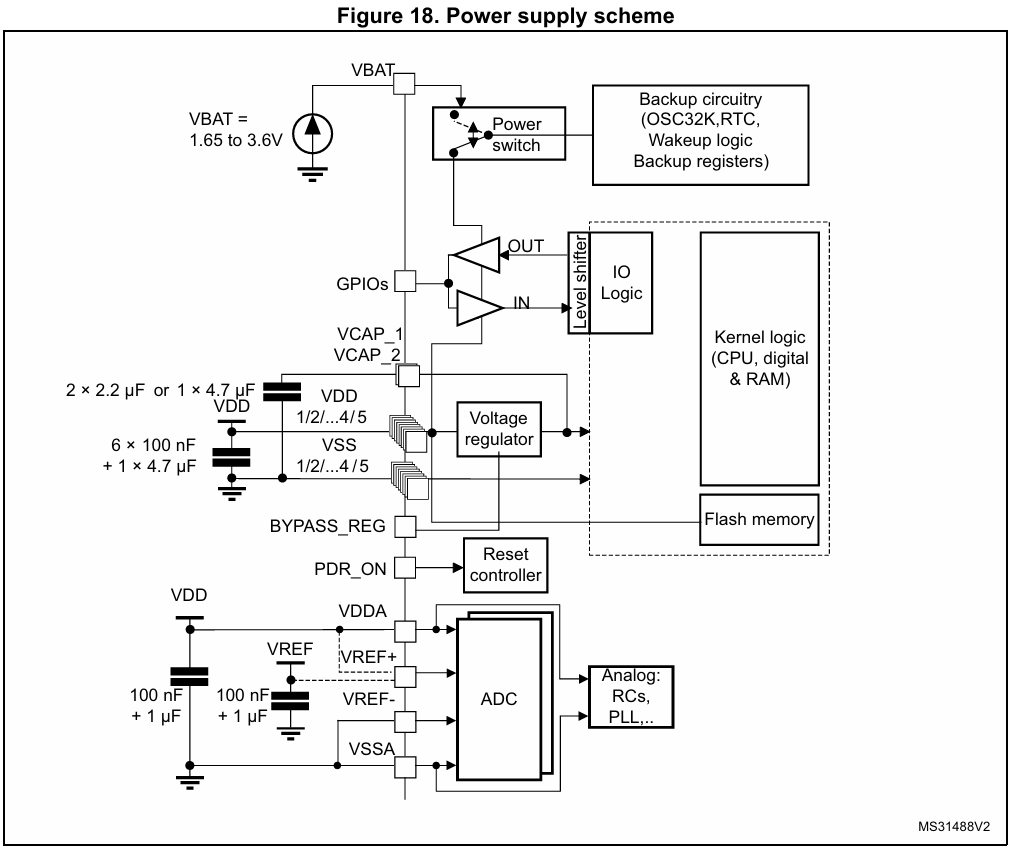 Figure 18. Power supply scheme
VBAT
VBAT =
1.65 to 3.6V
Power
switch
Backup circuitry
(OSC32K,RTC,
Wakeup logic
Backup registers)
OUT
Level shifter
IO
Logic
GPIOs
IN
Kernel logic
(CPU, digital
& RAM)
VCAP_1
VCAP_2
2 × 2.2 μF or 1 × 4.7 μF
VDD
VDD
1/2/...4/5
Voltage
regulator
6 × 100 nF
+ 1 × 4.7 μF
VSS
1/2/...4/5
Flash memory
BYPASS_REG
Reset
controller
PDR_ON
VDD
VDDA
VREF
VREF+
100 nF
+ 1 μF
100 nF
+ 1 μF
VREF-
ADC
Analog:
RCs,
PLL,..
VSSA
MS31488V2